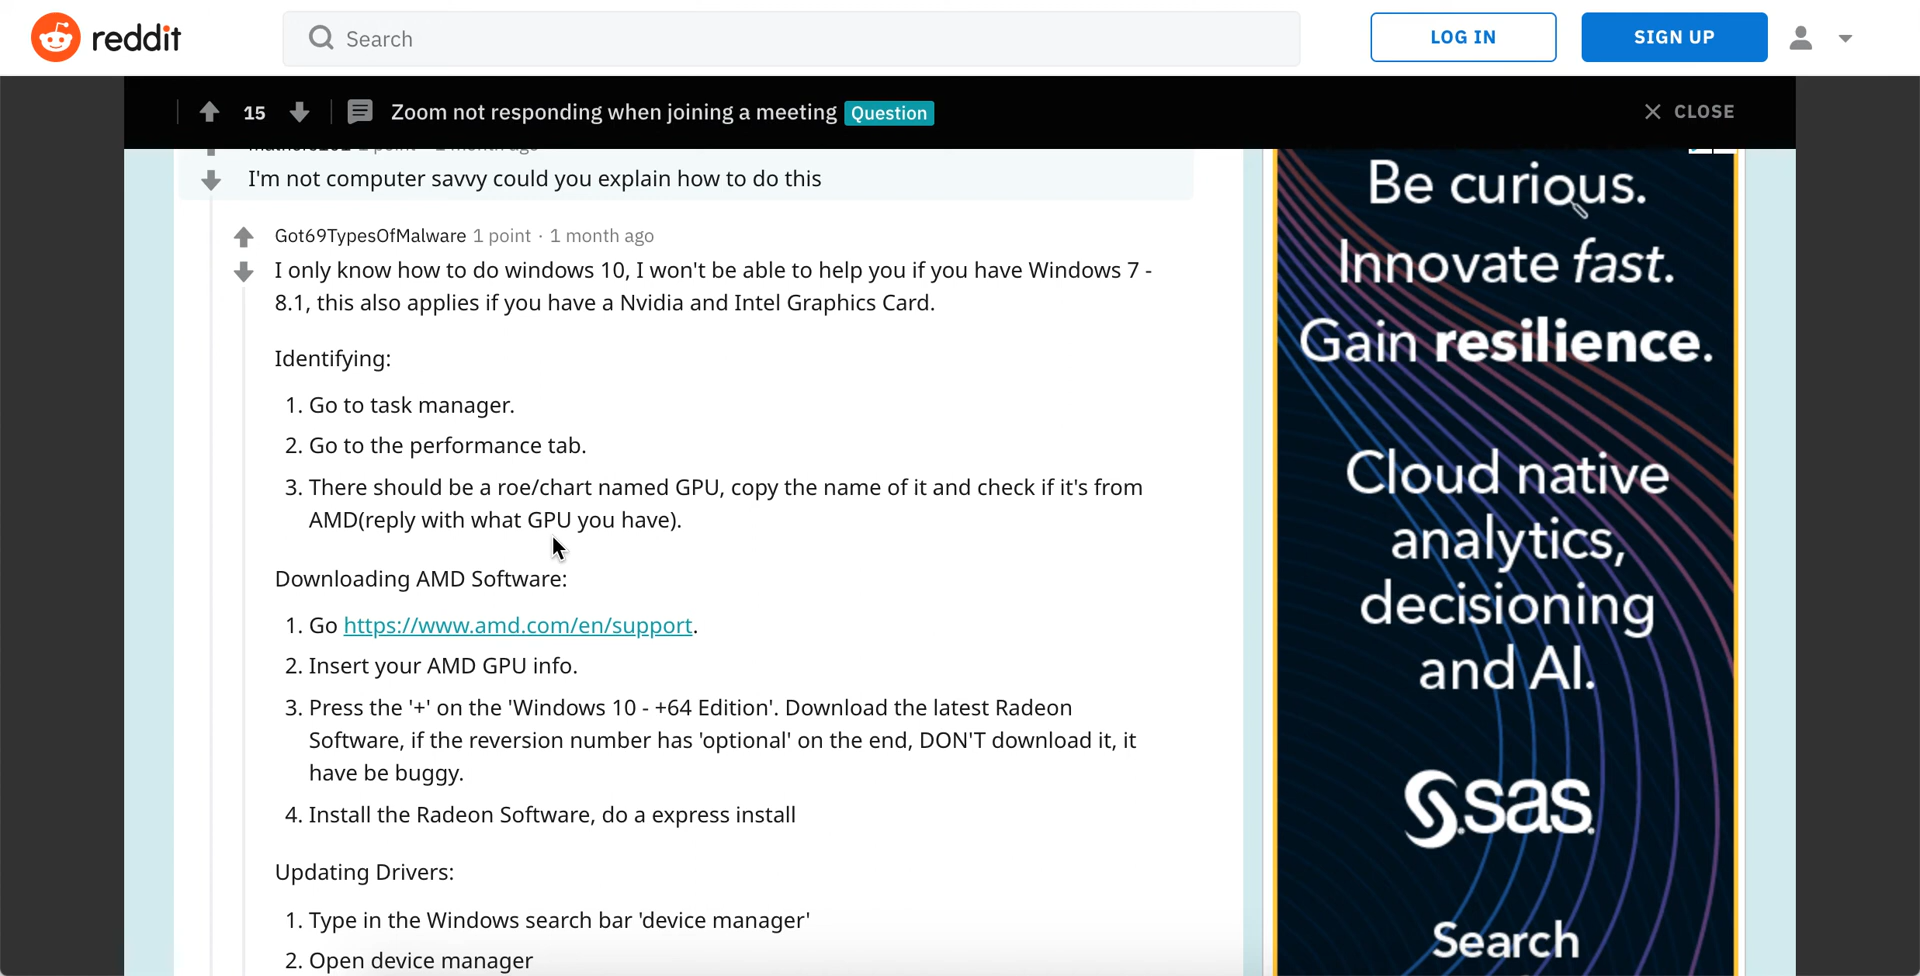 reddit
Search
LOG IN
SIGN UP
15
Zoom not responding when joining a meeting Question
CLOSE
I'm not computer savvy could you explain how to do this
Got69TypesOfMalware 1 point · 1 month ago
I only know how to do windows 10, I won't be able to help you if you have Windows 7 -
8.1, this also applies if you have a Nvidia and Intel Graphics Card.
Identifying:
1. Go to task manager.
2. Go to the performance tab.
3. There should be a roe/chart named GPU, copy the name of it and check if it's from
AMD(reply with what GPU you have).
Downloading AMD Software:
1. Go https://www.amd.com/en/support.
2. Insert your AMD GPU info.
3. Press the '+' on the 'Windows 10 - +64 Edition'. Download the latest Radeon
Software, if the reversion number has 'optional' on the end, DON'T download it, it
have be buggy.
4. Install the Radeon Software, do a express install
Updating Drivers:
1. Type in the Windows search bar 'device manager'
2. Open device manager
Be curious.
Innovate fast.
Gain resilience.
Cloud native
analytics,
decisioning
and AI.
sas
Search